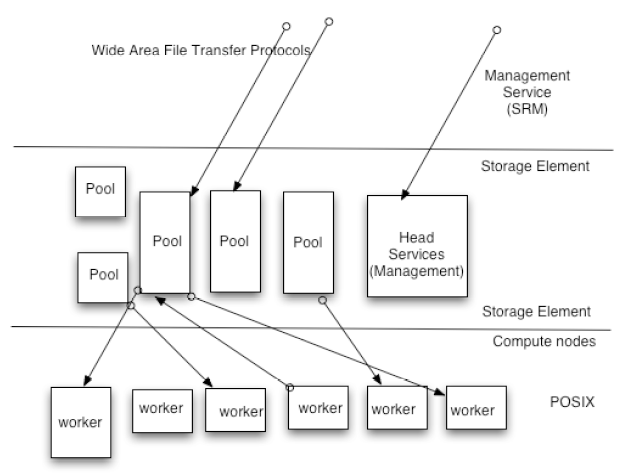 Wide Area File Transfer Protocols
Management
Service
(SRM)
Storage Element
Pool
Pool
Pool
Pool
Pool
Head
Services
(Management)
Storage Element
Compute nodes
POSIX
worker
worker
worker
worker
worker
worker